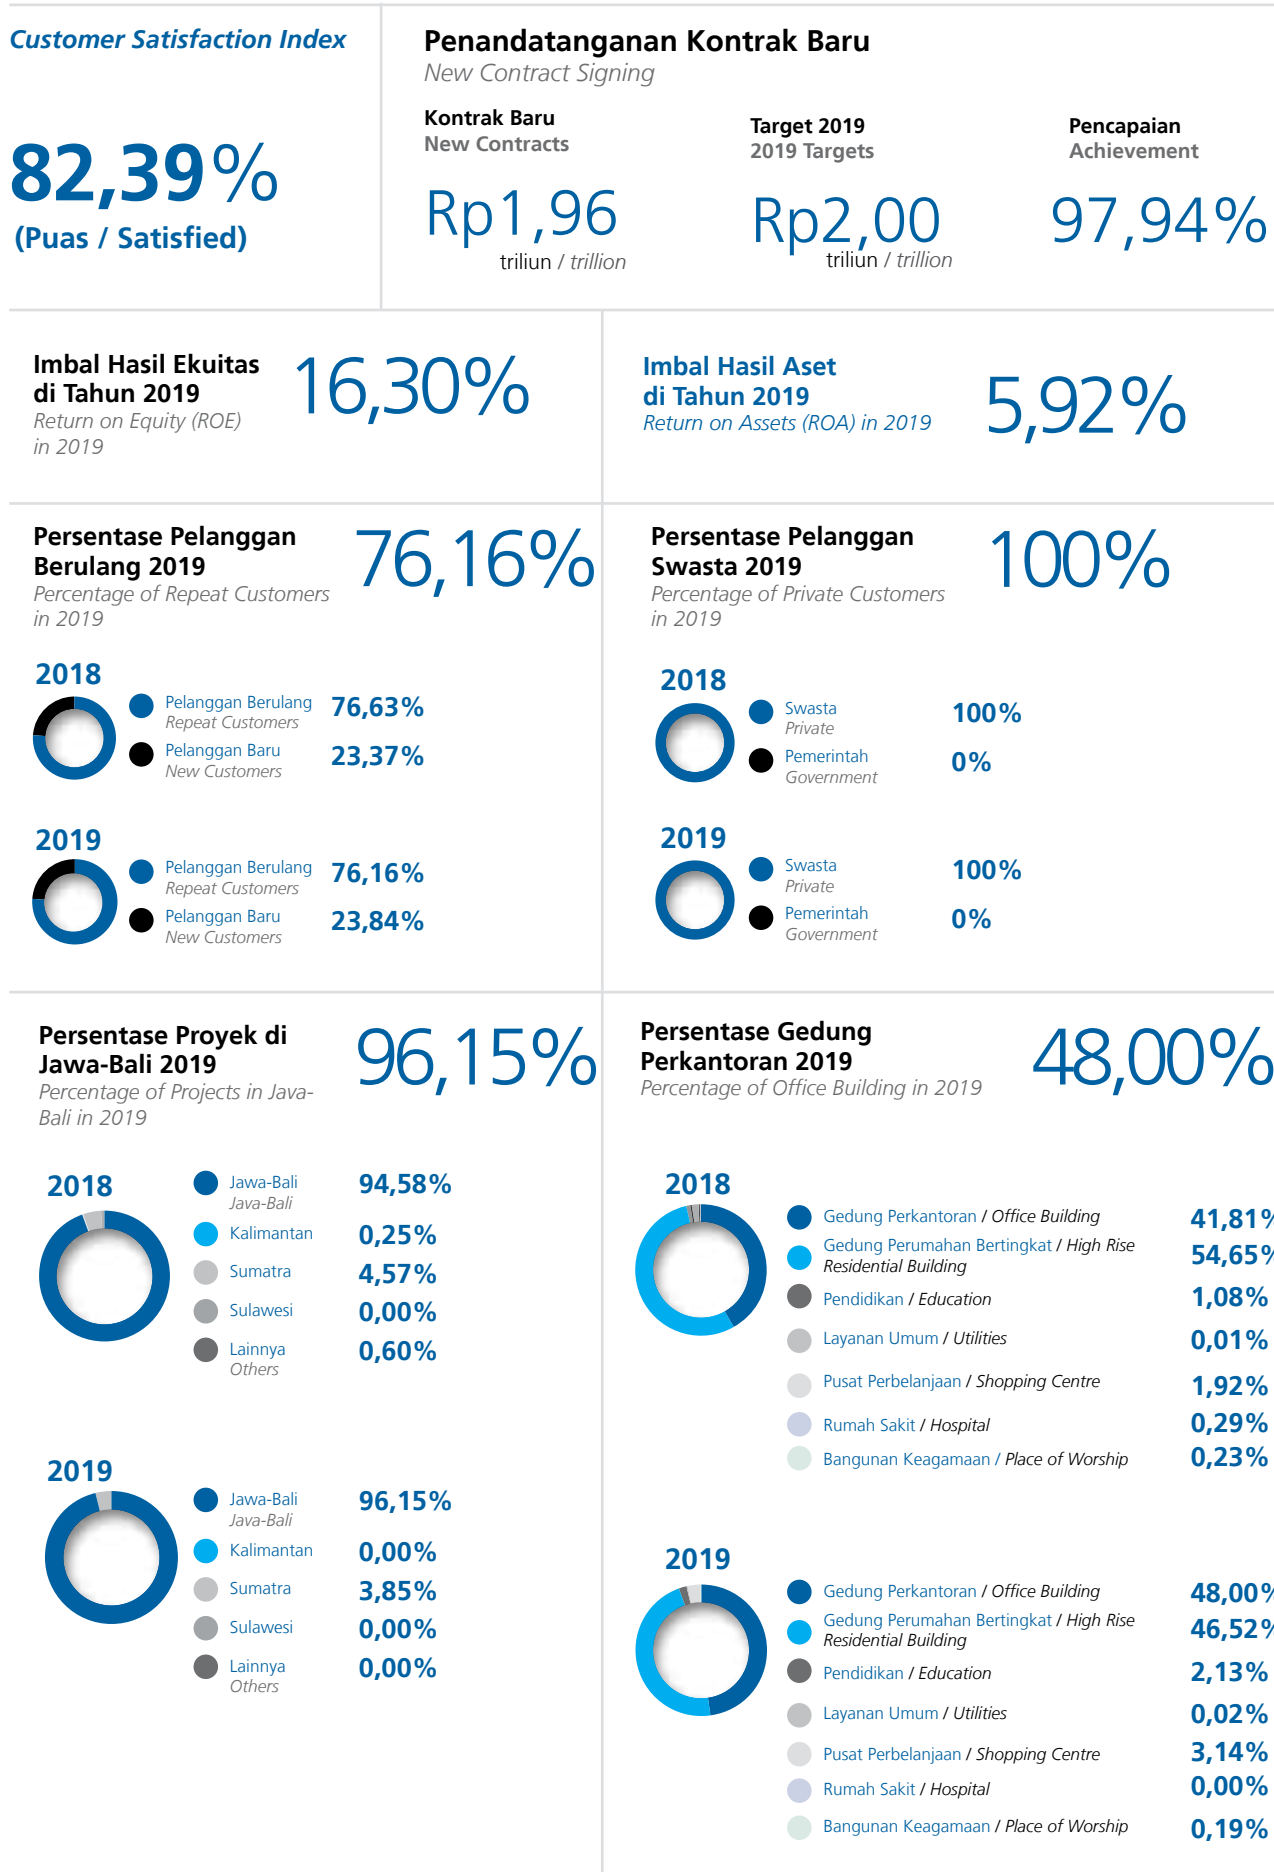 Customer Satisfaction Index
82,39%
(Puas / Satisfied)
Penandatanganan Kontrak Baru
New Contract Signing
Kontrak Baru
New Contracts
Rp1,96
triliun / trillion
Target 2019
2019 Targets
Rp2,00
triliun / trillion
Pencapaian
Achievement
97,94%
Imbal Hasil Ekuitas
di Tahun 2019
Return on Equity (ROE)
in 2019
16,30%
Imbal Hasil Aset
di Tahun 2019
Return on Assets (ROA) in 2019
5,92%
Persentase Pelanggan
Berulang 2019
Percentage of Repeat Customers
in 2019
76,16%
2018
Pelanggan Berulang
Repeat Customers
76,63%
Pelanggan Baru
New Customers
23,37%
2019
Pelanggan Berulang
Repeat Customers
76,16%
Pelanggan Baru
New Customers
23,84%
Persentase Pelanggan
Swasta 2019
Percentage of Private Customers
in 2019
100%
2018
Swasta
Private
100%
Pemerintah
Government
0%
2019
Swasta
Private
100%
Pemerintah
Government
0%
Persentase Proyek di
Jawa-Bali 2019
Percentage of Projects in Java-
Bali in 2019
96,15%
2018
Jawa-Bali
Java-Bali
94,58%
Kalimantan
0,25%
Sumatra
4,57%
Sulawesi
0,00%
Lainnya
Others
0,60%
2019
Jawa-Bali
Java-Bali
96,15%
Kalimantan
0,00%
Sumatra
3,85%
Sulawesi
0,00%
Lainnya
Others
0,00%
Persentase Gedung
Perkantoran 2019
Percentage of Office Building in 2019
48,00%
2018
Gedung Perkantoran / Office Building
41,81%
Gedung Perumahan Bertingkat / High Rise
Residential Building
54,65%
Pendidikan / Education
1,08%
Layanan Umum / Utilities
0,01%
Pusat Perbelanjaan / Shopping Centre
1,92%
Rumah Sakit / Hospital
0,29%
Bangunan Keagamaan / Place of Worship
0,23%
2019
Gedung Perkantoran / Office Building
48,00%
Gedung Perumahan Bertingkat / High Rise
Residential Building
46,52%
Pendidikan / Education
2,13%
Layanan Umum / Utilities
0,02%
Pusat Perbelanjaan / Shopping Centre
3,14%
Rumah Sakit / Hospital
0,00%
Bangunan Keagamaan / Place of Worship
0,19%